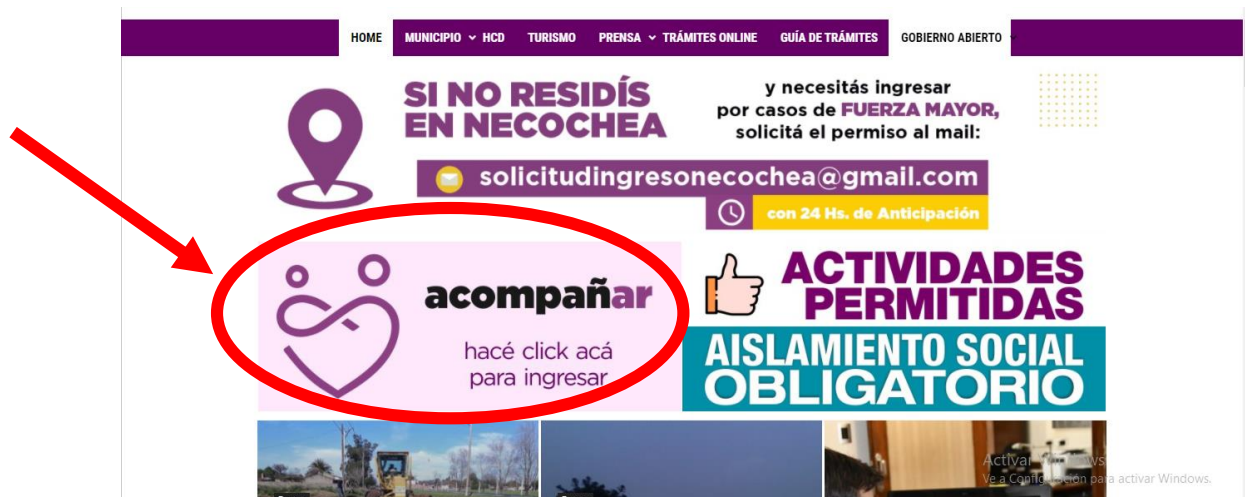 HOME MUNICIPIO HCD TURISMO PRENSA TRÁMITES ONLINE GUÍA DE TRÁMITES GOBIERNO ABIERTO
SI NO RESIDÍS
EN NECOCHEA
y necesitás ingresar
por casos de FUERZA MAYOR,
solicitá el permiso al mail:
solicitudingresonecochea@gmail.com
con 24 Hs. de Anticipación
acompañar
hacé click acá
para ingresar
ACTIVIDADES
PERMITIDAS
AISLAMIENTO SOCIAL
OBLIGATORIO
Activar Windows
Ve a Configuración para activar Windows.